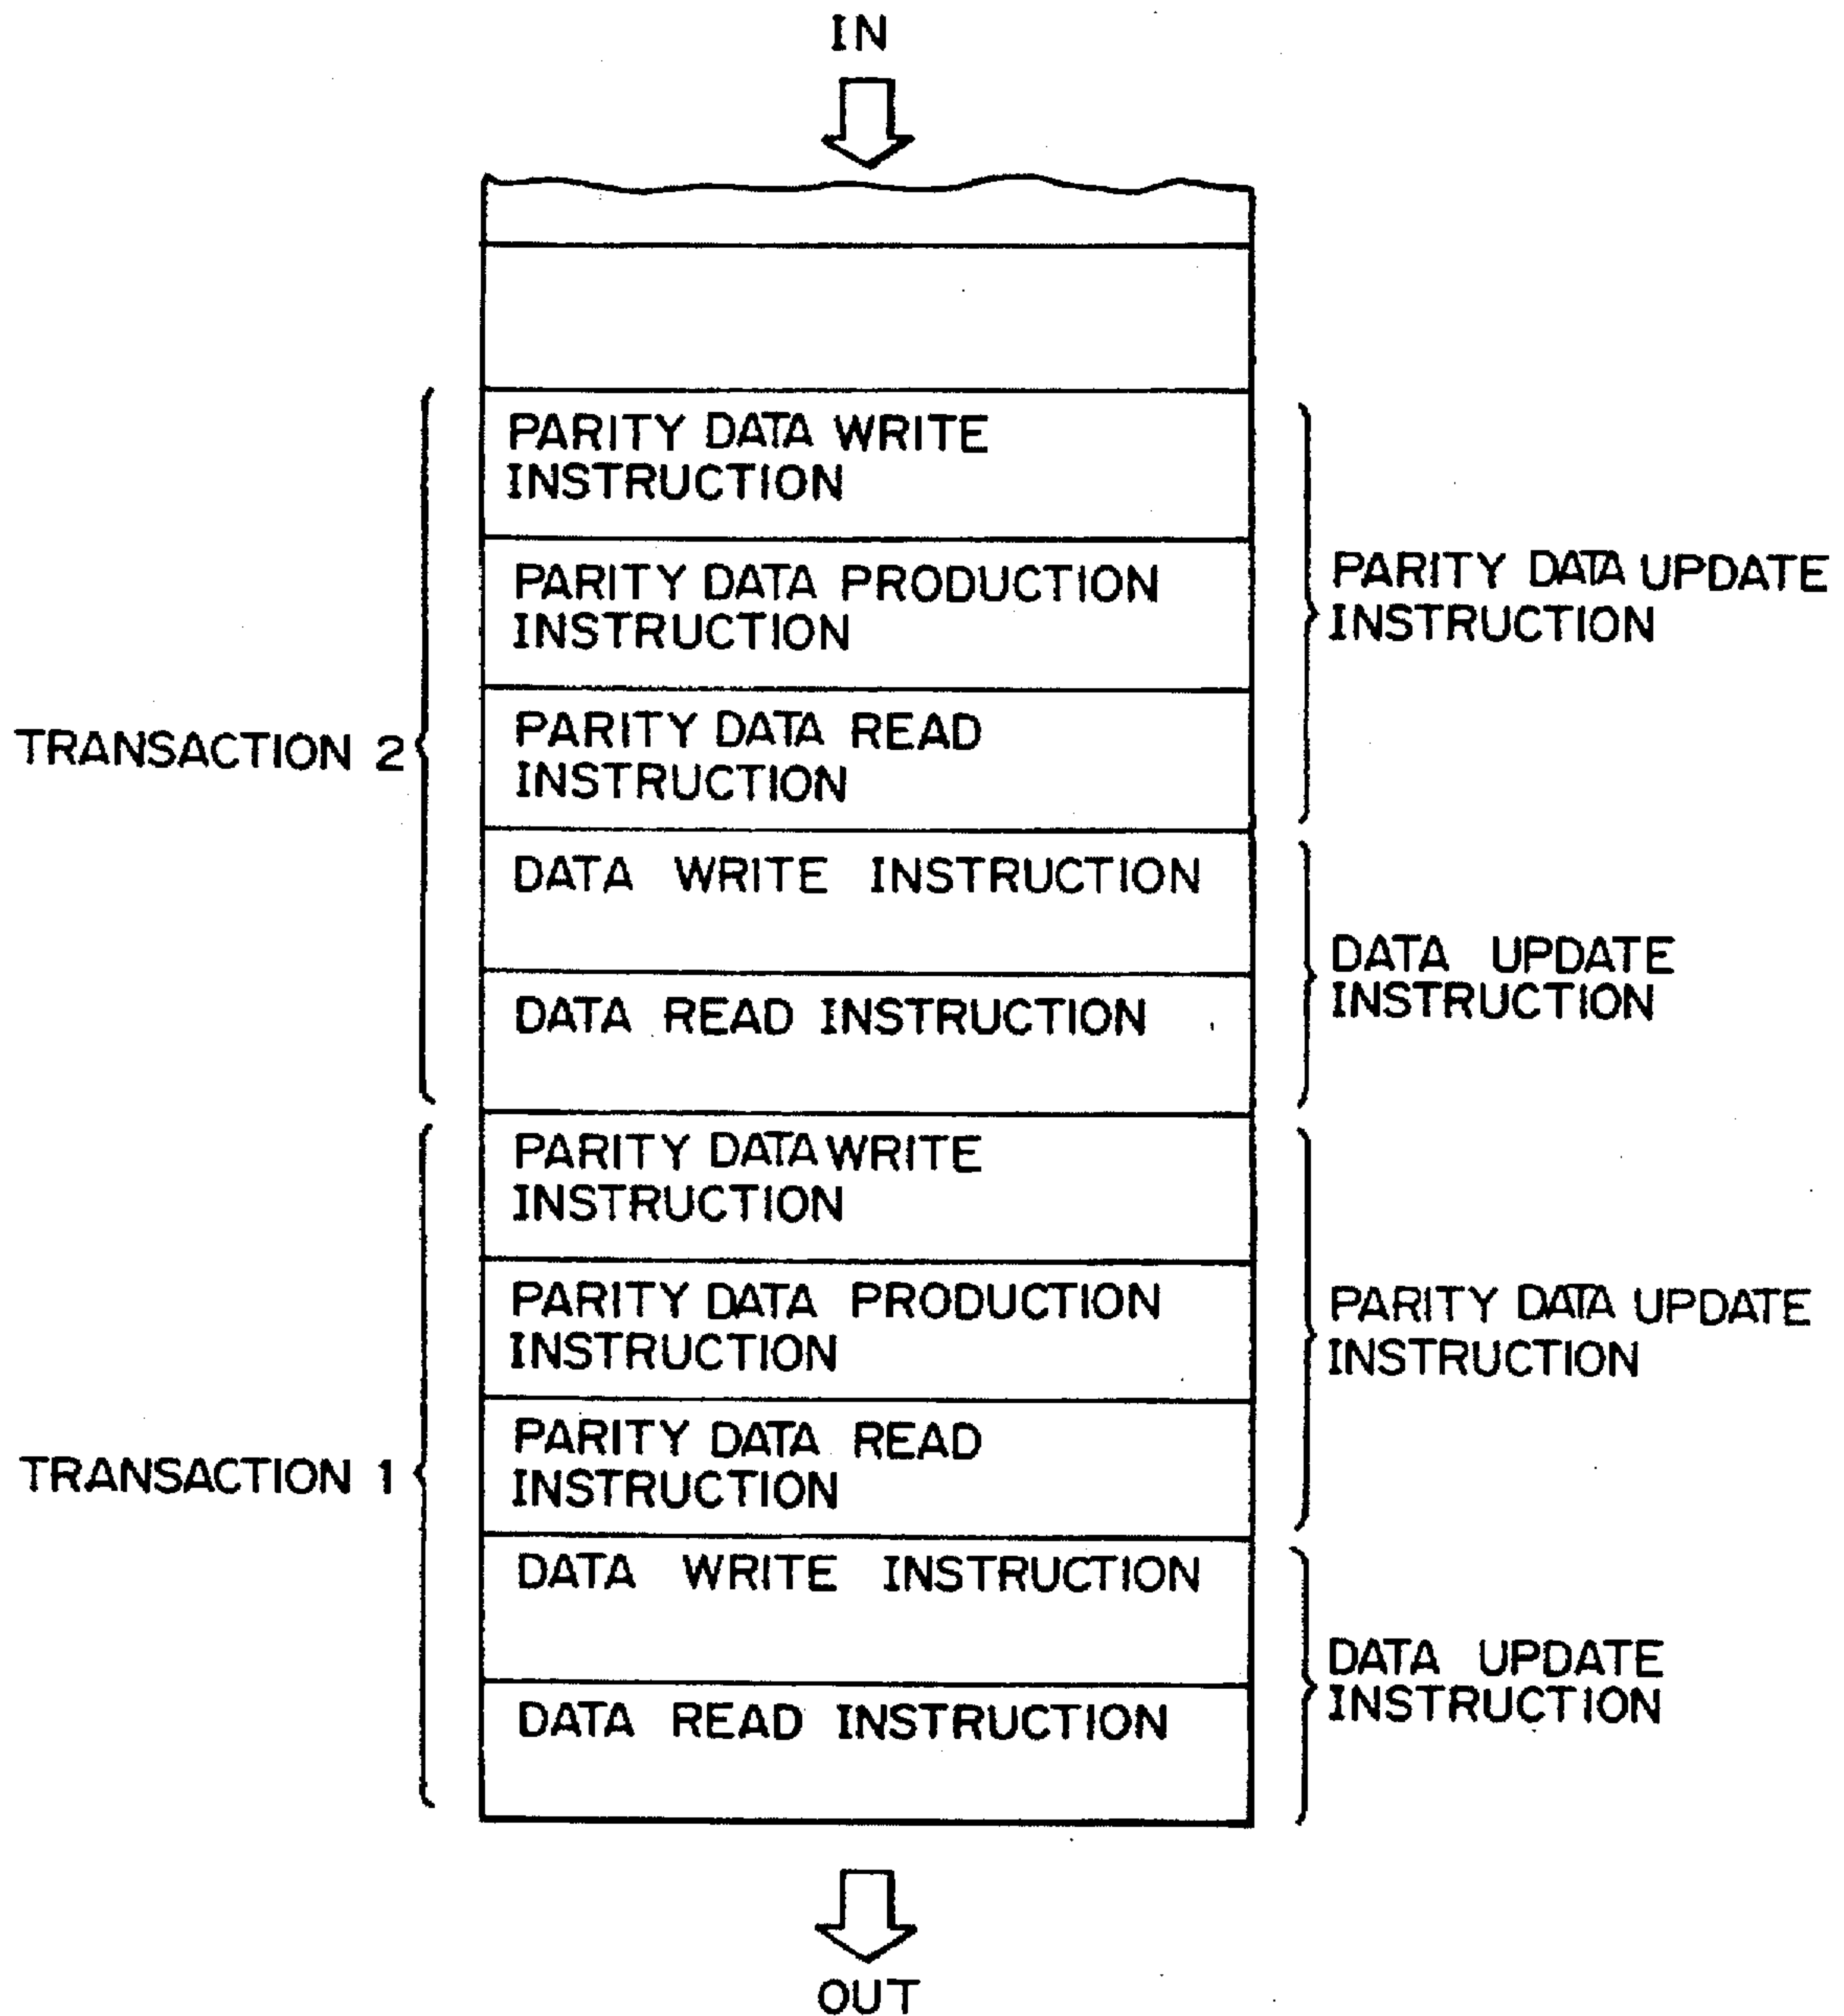 IN
PARITY DATA WRITE
INSTRUCTION
PARITY DATA PRODUCTION
INSTRUCTION
PARITY DATA UPDATE
INSTRUCTION
TRANSACTION 2
PARITY DATA READ
INSTRUCTION
DATA WRITE INSTRUCTION
DATA UPDATE
INSTRUCTION
DATA READ INSTRUCTION
PARITY DATA WRITE
INSTRUCTION
PARITY DATA PRODUCTION
INSTRUCTION
PARITY DATA UPDATE
INSTRUCTION
TRANSACTION 1
PARITY DATA READ
INSTRUCTION
DATA WRITE INSTRUCTION
DATA UPDATE
INSTRUCTION
DATA READ INSTRUCTION
OUT